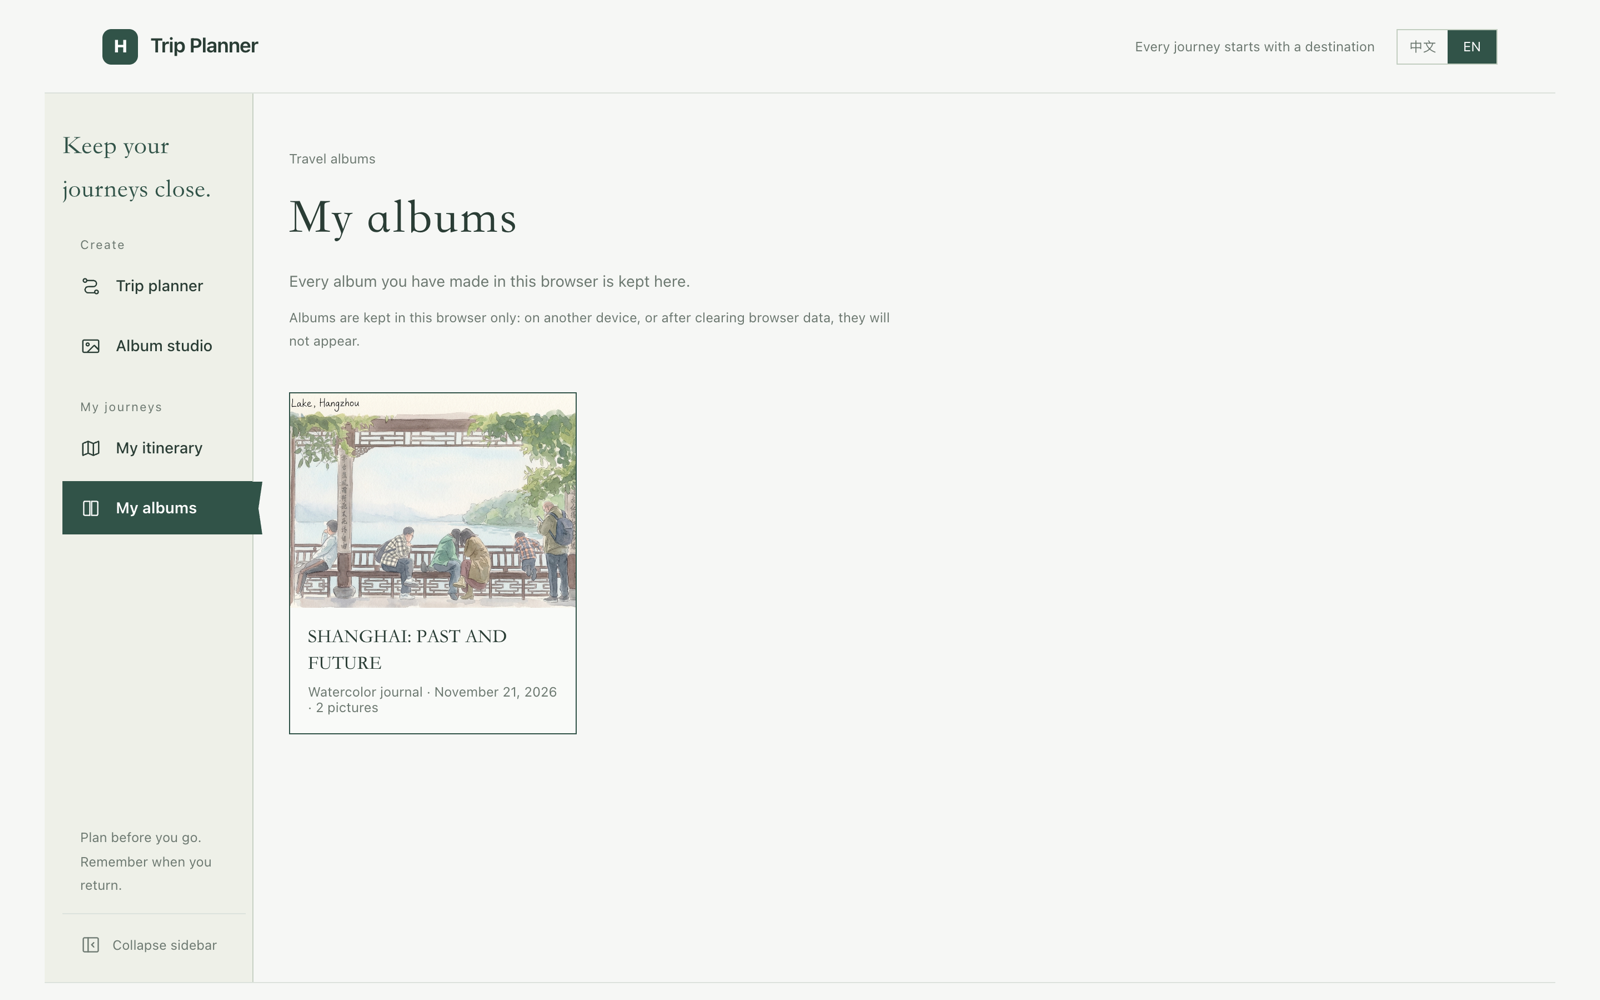 H
Trip Planner
Every journey starts with a destination
中文
EN
Keep your
journeys close.
Create
Trip planner
Album studio
My journeys
My itinerary
My albums
Plan before you go.
Remember when you
return.
Collapse sidebar
Travel albums
My albums
Every album you have made in this browser is kept here.
Albums are kept in this browser only: on another device, or after clearing browser data, they will
not appear.
Lake, Hangzhou
SHANGHAI: PAST AND
FUTURE
Watercolor journal · November 21, 2026
· 2 pictures